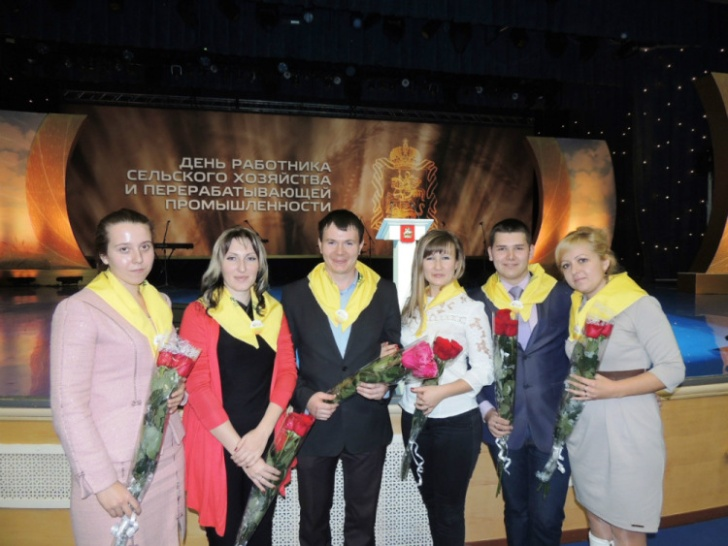 ДЕНЬ РАБОТНИКА
СЕЛЬСКОГО ХОЗЯЙСТВА
И ПЕРЕРАБАТЫВАЮЩЕЙ
ПРОМЫШЛЕННОСТИ